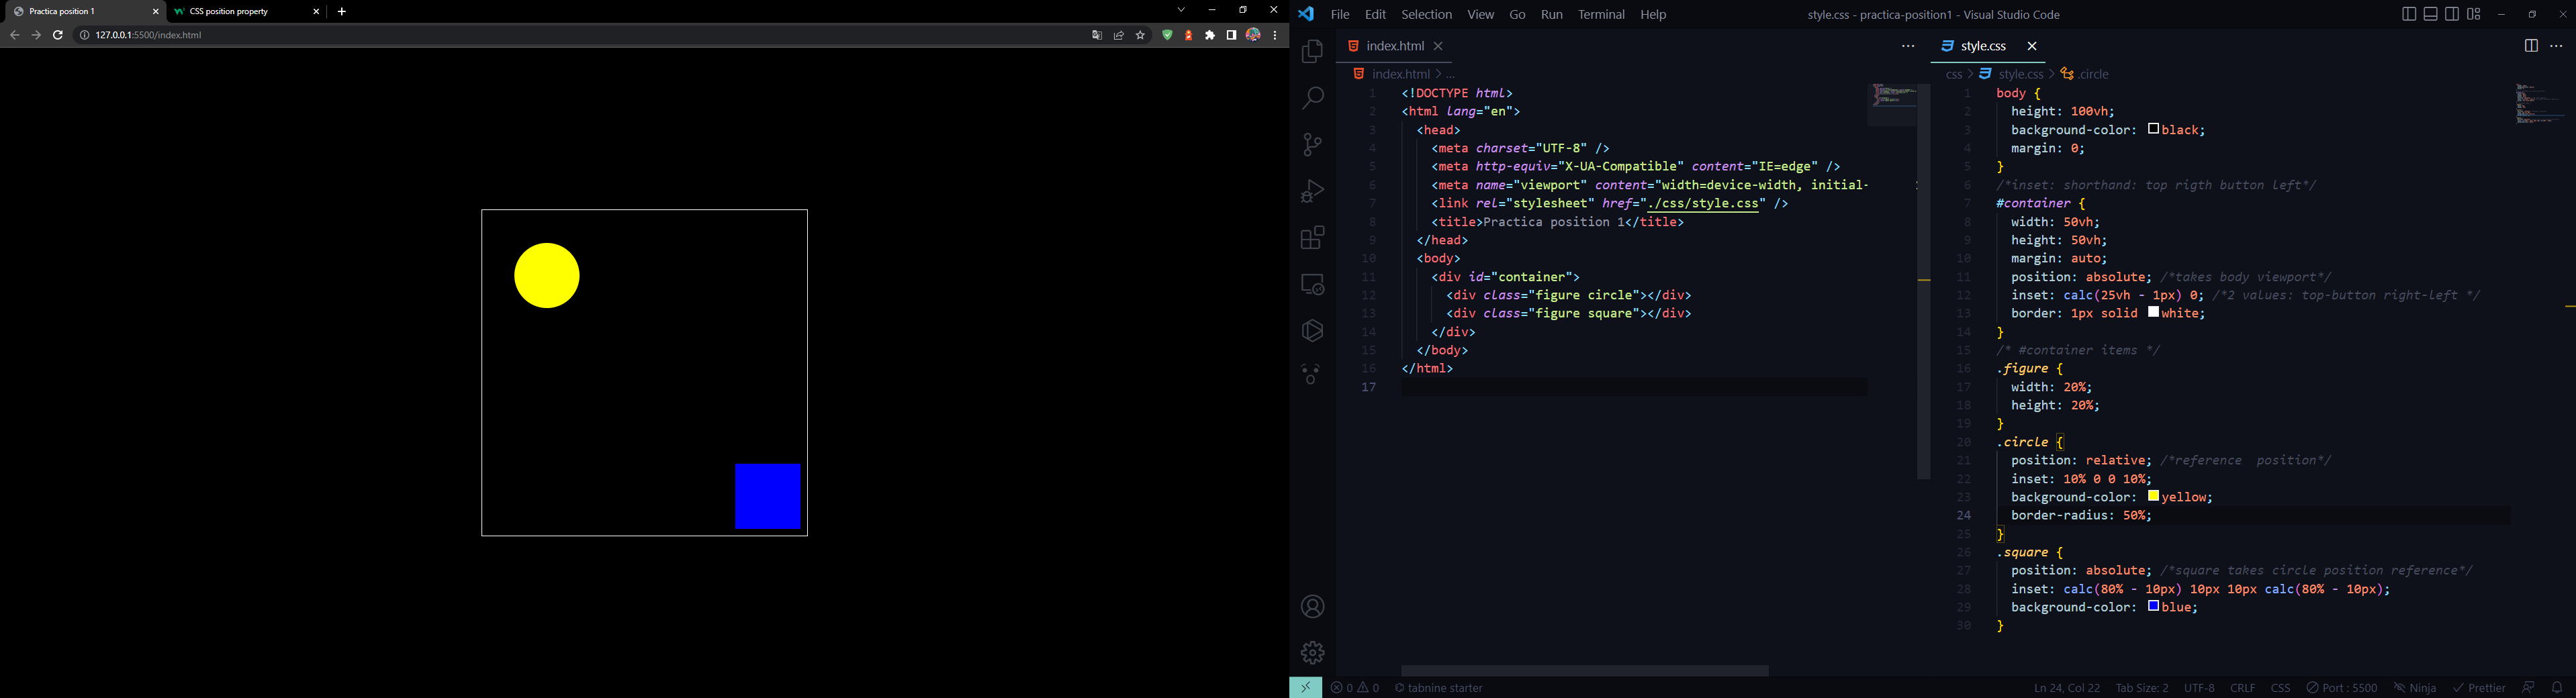 Practica position 1
CSS position property
127.0.0.1:5500/index.html
File Edit Selection View Go Run Terminal Help
style.css - practica-position1 - Visual Studio Code
index.html
index.html > ...
1 <!DOCTYPE html>
2 <html lang="en">
3 <head>
4 <meta charset="UTF-8" />
5 <meta http-equiv="X-UA-Compatible" content="IE=edge" />
6 <meta name="viewport" content="width=device-width, initial-
7 <link rel="stylesheet" href="./css/style.css" />
8 <title>Practica position 1</title>
9 </head>
10 <body>
11 <div id="container">
12 <div class="figure circle"></div>
13 <div class="figure square"></div>
14 </div>
15 </body>
16 </html>
17
style.css
css > style.css > .circle
1 body {
2 height: 100vh;
3 background-color: black;
4 margin: 0;
5 }
6 /*inset: shorthand: top rigth button left*/
7 #container {
8 width: 50vh;
9 height: 50vh;
10 margin: auto;
11 position: absolute; /*takes body viewport*/
12 inset: calc(25vh - 1px) 0; /*2 values: top-button right-left */
13 border: 1px solid white;
14 }
15 /* #container items */
16 .figure {
17 width: 20%;
18 height: 20%;
19 }
20 .circle {
21 position: relative; /*reference  position*/
22 inset: 10% 0 0 10%;
23 background-color: yellow;
24 border-radius: 50%;
25 }
26 .square {
27 position: absolute; /*square takes circle position reference*/
28 inset: calc(80% - 10px) 10px 10px calc(80% - 10px);
29 background-color: blue;
30 }
0 0 tabnine starter
Ln 24, Col 22 Tab Size: 2 UTF-8 CRLF CSS Port : 5500 Ninja Prettier